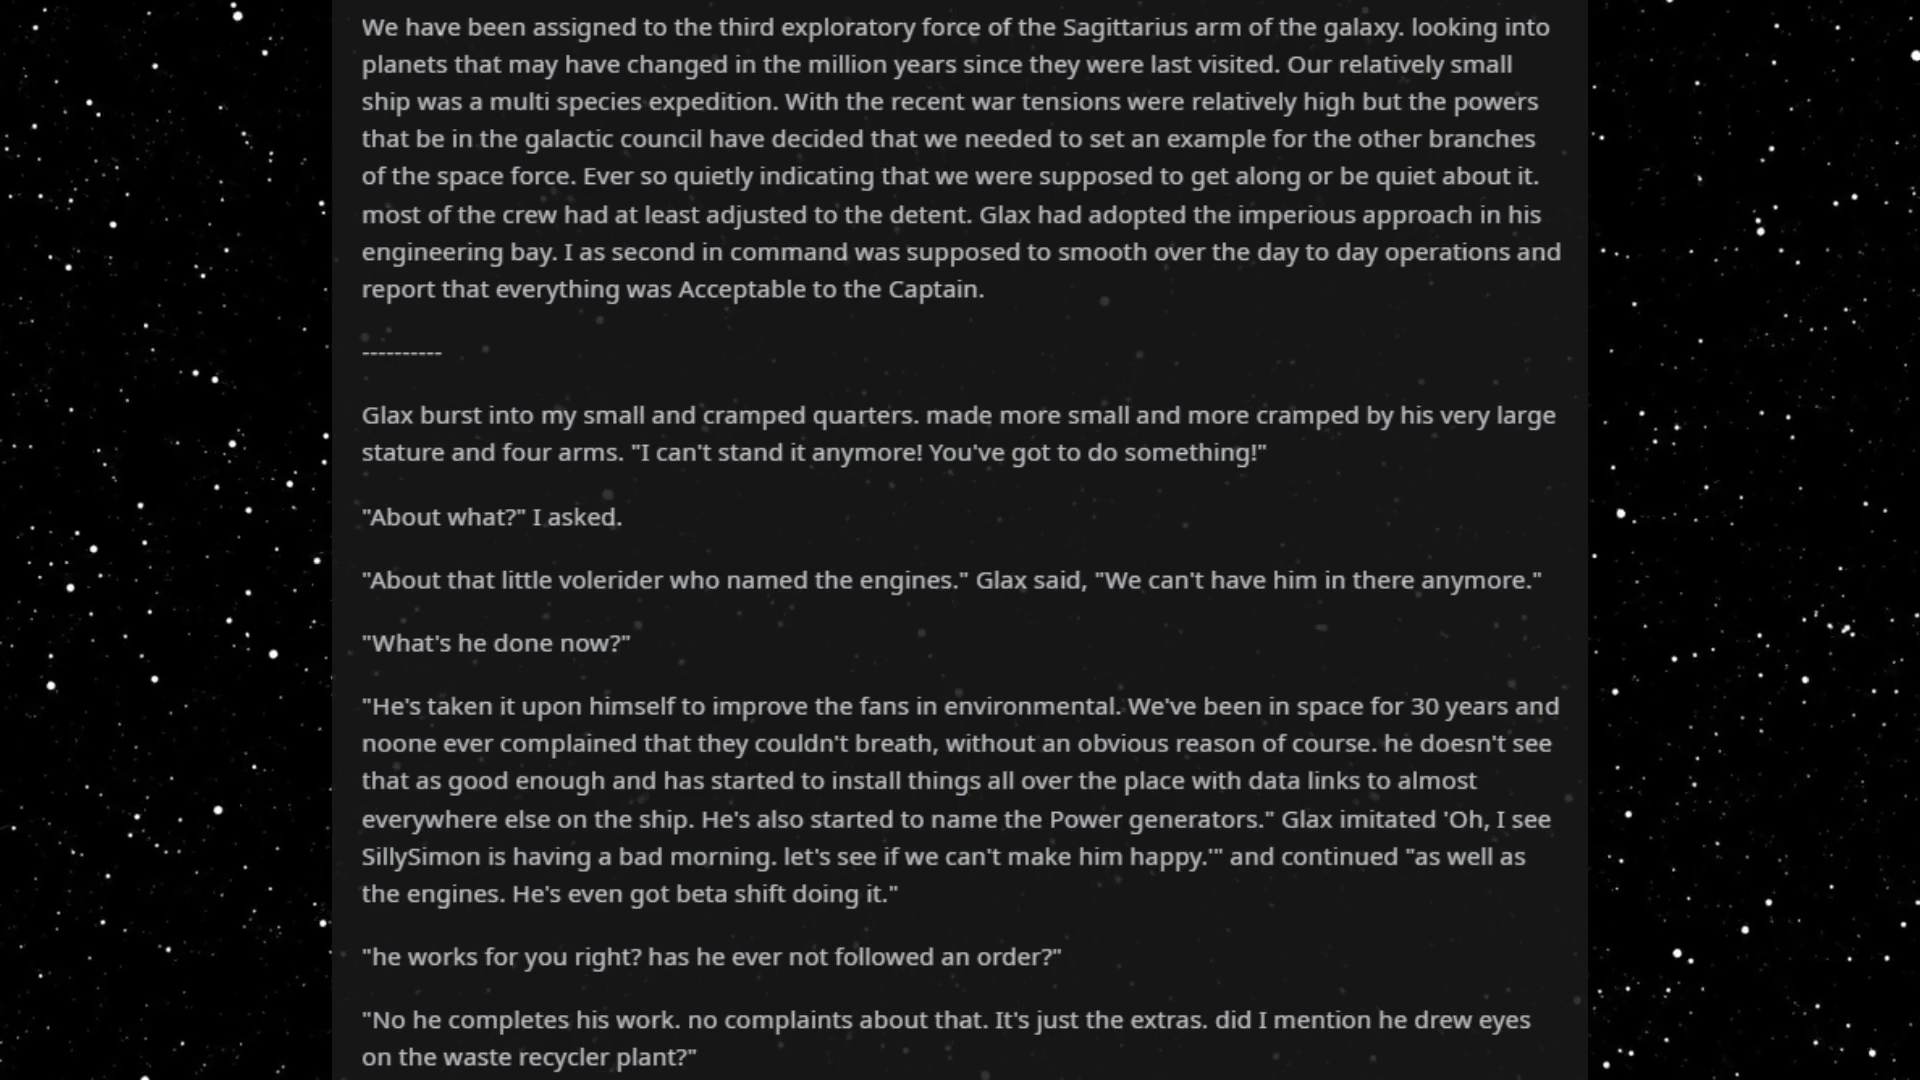 We have been assigned to the third exploratory force of the Sagittarius arm of the galaxy. looking into
planets that may have changed in the million years since they were last visited. Our relatively small
ship was a multi species expedition. With the recent war tensions were relatively high but the powers
that be in the galactic council have decided that we needed to set an example for the other branches
of the space force. Ever so quietly indicating that we were supposed to get along or be quiet about it.
most of the crew had at least adjusted to the detent. Glax had adopted the imperious approach in his
engineering bay. I as second in command was supposed to smooth over the day to day operations and
report that everything was Acceptable to the Captain.
----------
Glax burst into my small and cramped quarters. made more small and more cramped by his very large
stature and four arms. "I can't stand it anymore! You've got to do something!"
"About what?" I asked.
"About that little volerider who named the engines." Glax said, "We can't have him in there anymore."
"What's he done now?"
"He's taken it upon himself to improve the fans in environmental. We've been in space for 30 years and
noone ever complained that they couldn't breath, without an obvious reason of course. he doesn't see
that as good enough and has started to install things all over the place with data links to almost
everywhere else on the ship. He's also started to name the Power generators." Glax imitated 'Oh, I see
SillySimon is having a bad morning. let's see if we can't make him happy.'" and continued "as well as
the engines. He's even got beta shift doing it."
"he works for you right? has he ever not followed an order?"
"No he completes his work. no complaints about that. It's just the extras. did I mention he drew eyes
on the waste recycler plant?"